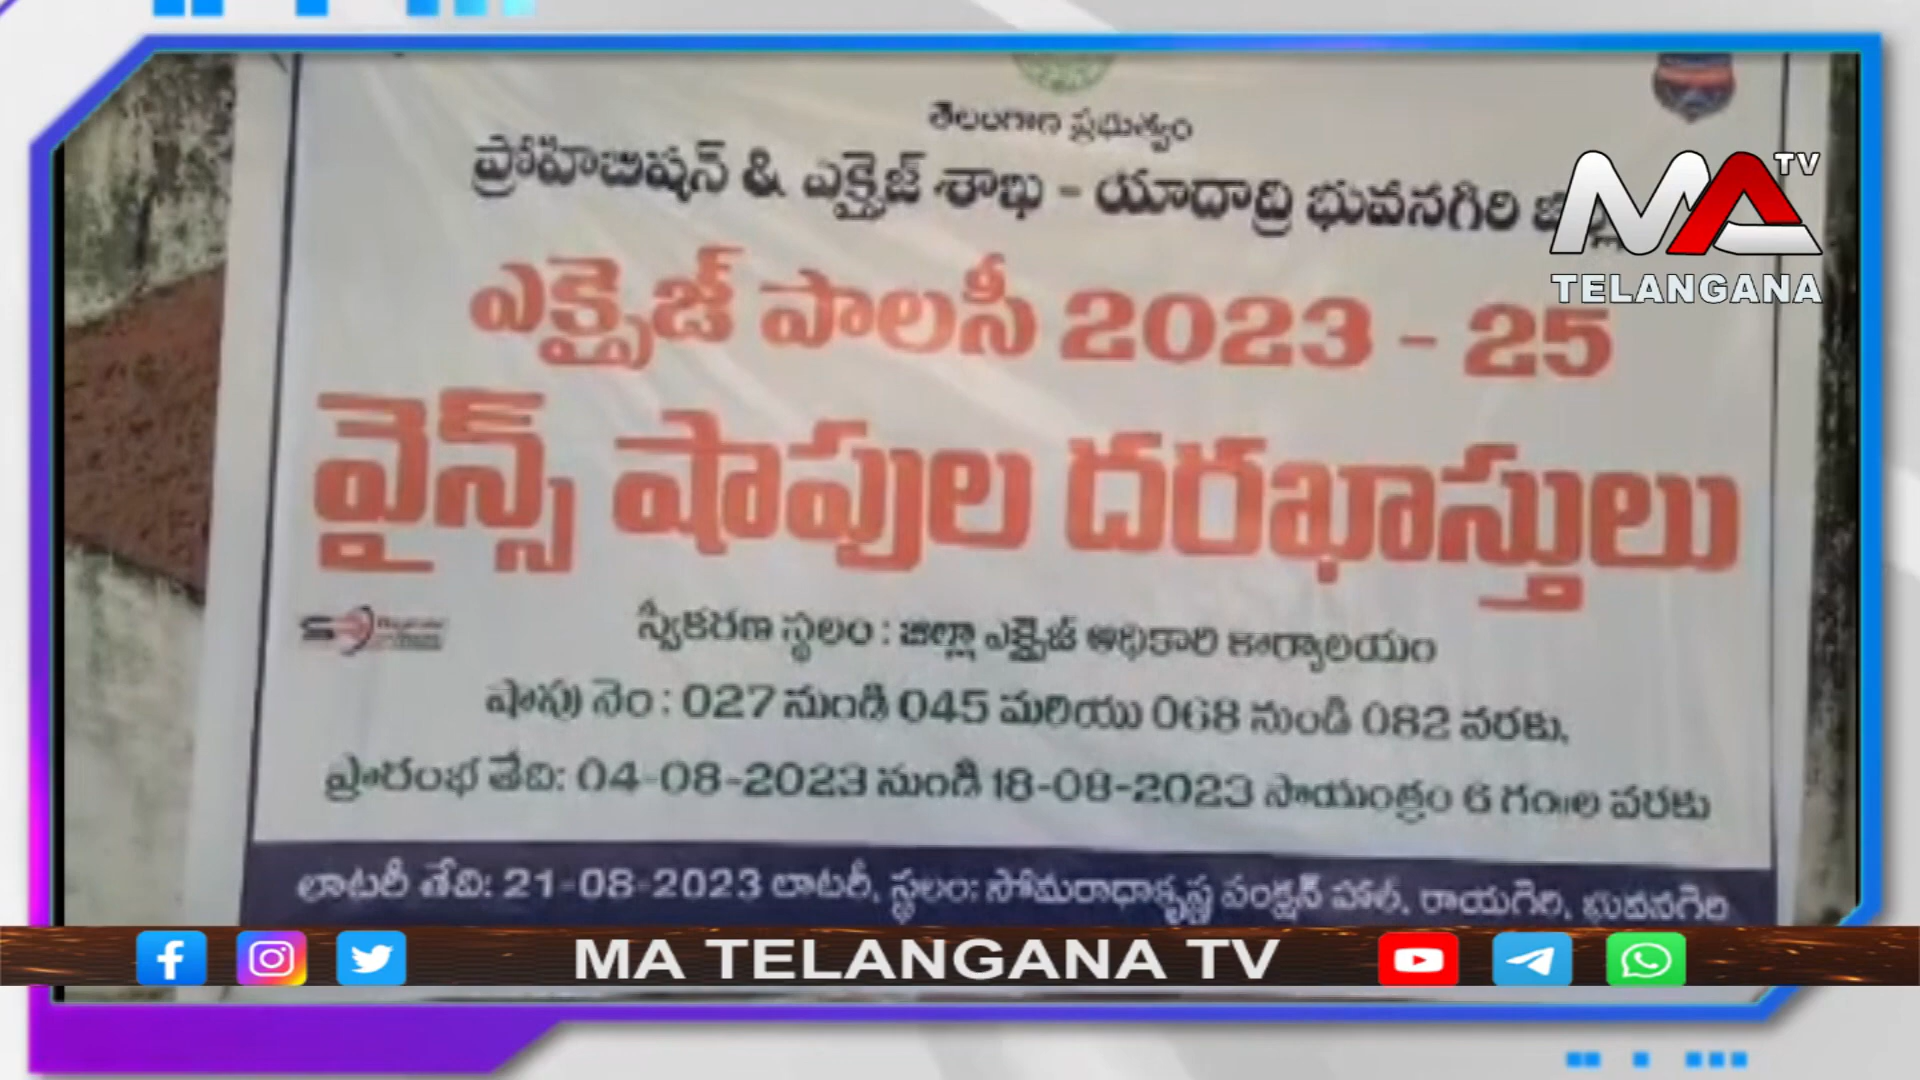 తెలంగాణ ప్రభుత్వం
ప్రోహిబిషన్ & ఎక్సైజ్ శాఖ - యాదాద్రి భువనగిరి జిల్లా
ఎక్సైజ్ పాలసీ 2023 - 25
వైన్స్ షాపుల దరఖాస్తులు
స్వీకరణ స్థలం : జిల్లా ఎక్సైజ్ అధికారి కార్యాలయం
షాపు నెం : 027 నుండి 045 మరియు 068 నుండి 082 వరకు.
ప్రారంభ తేది: 04-08-2023 నుండి 18-08-2023 సాయంత్రం 6 గం॥ల వరకు
లాటరీ తేది: 21-08-2023 లాటరీ, స్థలం: సోమరాధాకృష్ణ ఫంక్షన్ హాల్, రాయగిరి, భువనగిరి
MA TV
TELANGANA
MA TELANGANA TV